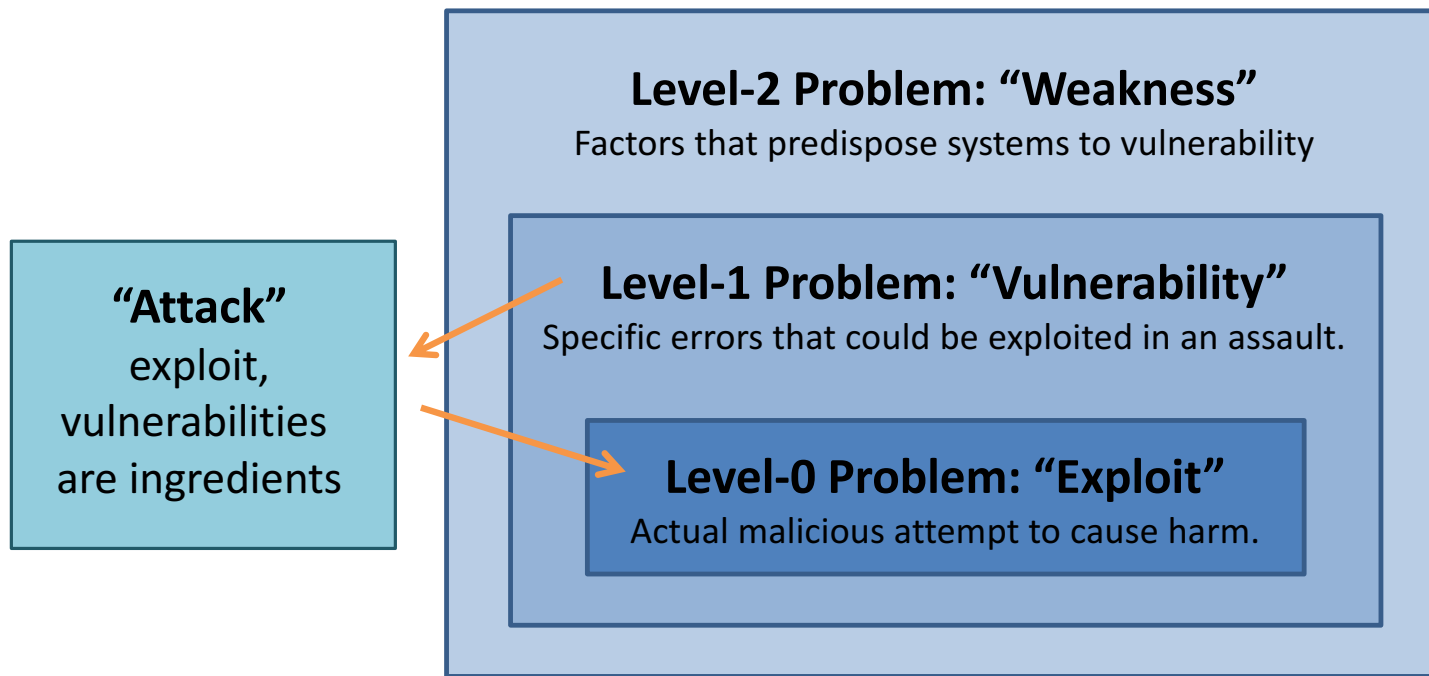 Level-2 Problem: “Weakness”
Factors that predispose systems to vulnerability
Level-1 Problem: “Vulnerability”
Specific errors that could be exploited in an assault.
Level-0 Problem: “Exploit”
Actual malicious attempt to cause harm.
“Attack”
exploit,
vulnerabilities
are ingredients